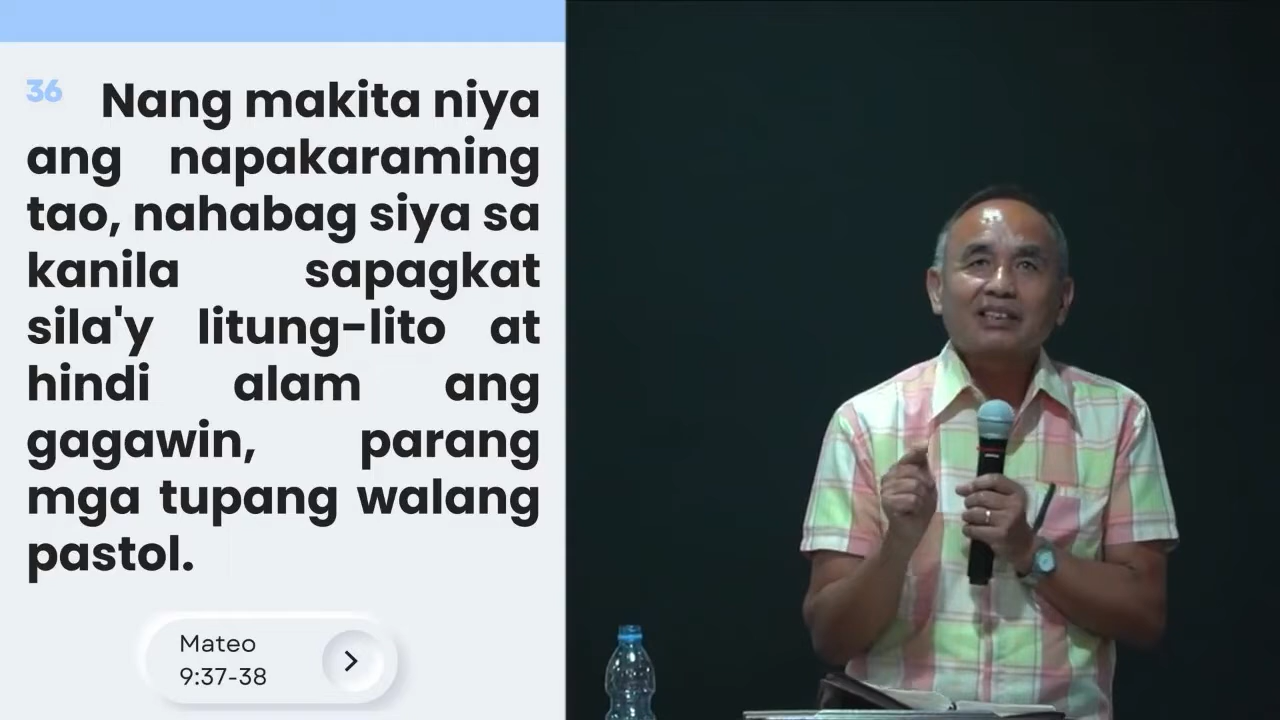 36 Nang makita niya
ang napakaraming
tao, nahabag siya sa
kanila sapagkat
sila'y litung-lito at
hindi alam ang
gagawin, parang
mga tupang walang
pastol.
Mateo
9:37-38